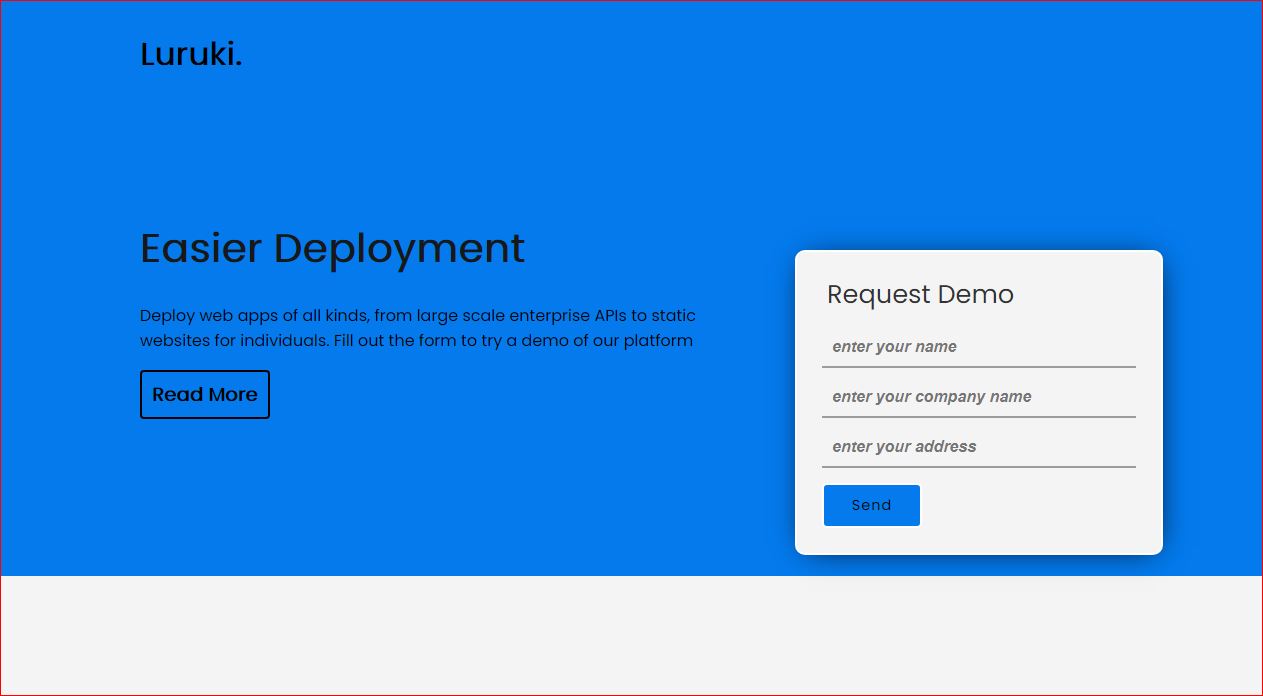 Luruki.
Easier Deployment
Deploy web apps of all kinds, from large scale enterprise APIs to static
websites for individuals. Fill out the form to try a demo of our platform
Read More
Request Demo
enter your name
enter your company name
enter your address
Send